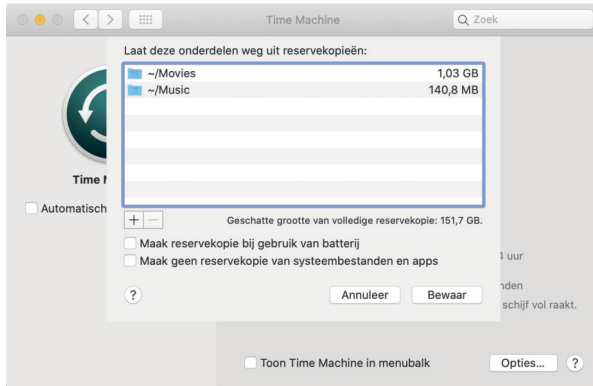 Time Machine
Zoek
Laat deze onderdelen weg uit reservekopieën:
~/Movies 1,03 GB
~/Music 140,8 MB
Time
Automatisch
+ −
Geschatte grootte van volledige reservekopie: 151,7 GB.
Maak reservekopie bij gebruik van batterij
Maak geen reservekopie van systeembestanden en apps
uur
schijf vol raakt.
? Annuleer Bewaar
Toon Time Machine in menubalk Opties... ?